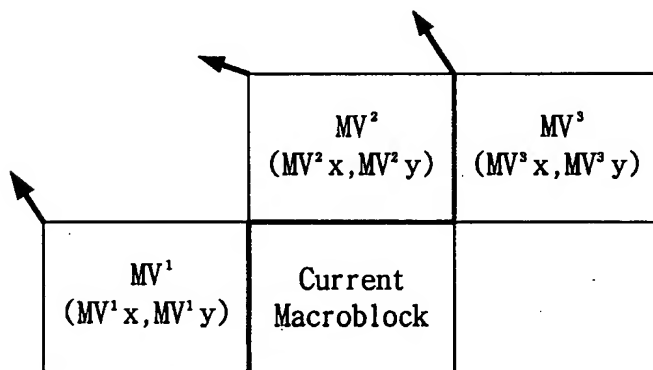 MV²
(MV²x,MV²y)
MV³
(MV³x,MV³y)
MV¹
(MV¹x,MV¹y)
Current
Macroblock